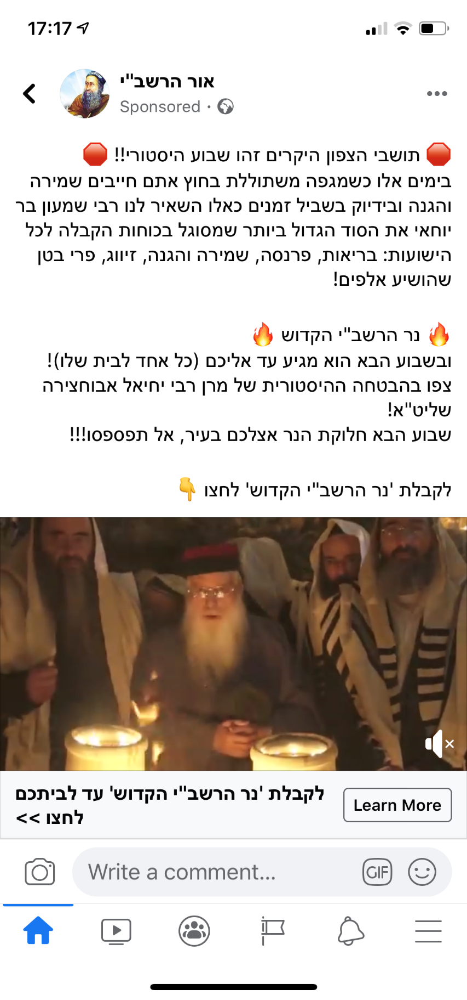 17:17
אור הרשב"י
Sponsored ·
🛑 תושבי הצפון היקרים זהו שבוע היסטורי!! 🛑
בימים אלו כשמגפה משתוללת בחוץ אתם חייבים שמירה
והגנה ובידיוק בשביל זמנים כאלו השאיר לנו רבי שמעון בר
יוחאי את הסוד הגדול ביותר שמסוגל בכוחות הקבלה לכל
הישועות: בריאות, פרנסה, שמירה והגנה, זיווג, פרי בטן
שהושיע אלפים!
🔥 נר הרשב"י הקדוש 🔥
ובשבוע הבא הוא מגיע עד אליכם (כל אחד לבית שלו)!
צפו בהבטחה ההיסטורית של מרן רבי יחיאל אבוחצירה
שליט"א!
שבוע הבא חלוקת הנר אצלכם בעיר, אל תפספסו!!!
לקבלת 'נר הרשב"י הקדוש' לחצו 👇
לקבלת 'נר הרשב"י הקדוש' עד לביתכם
לחצו >>
Learn More
Write a comment...
GIF